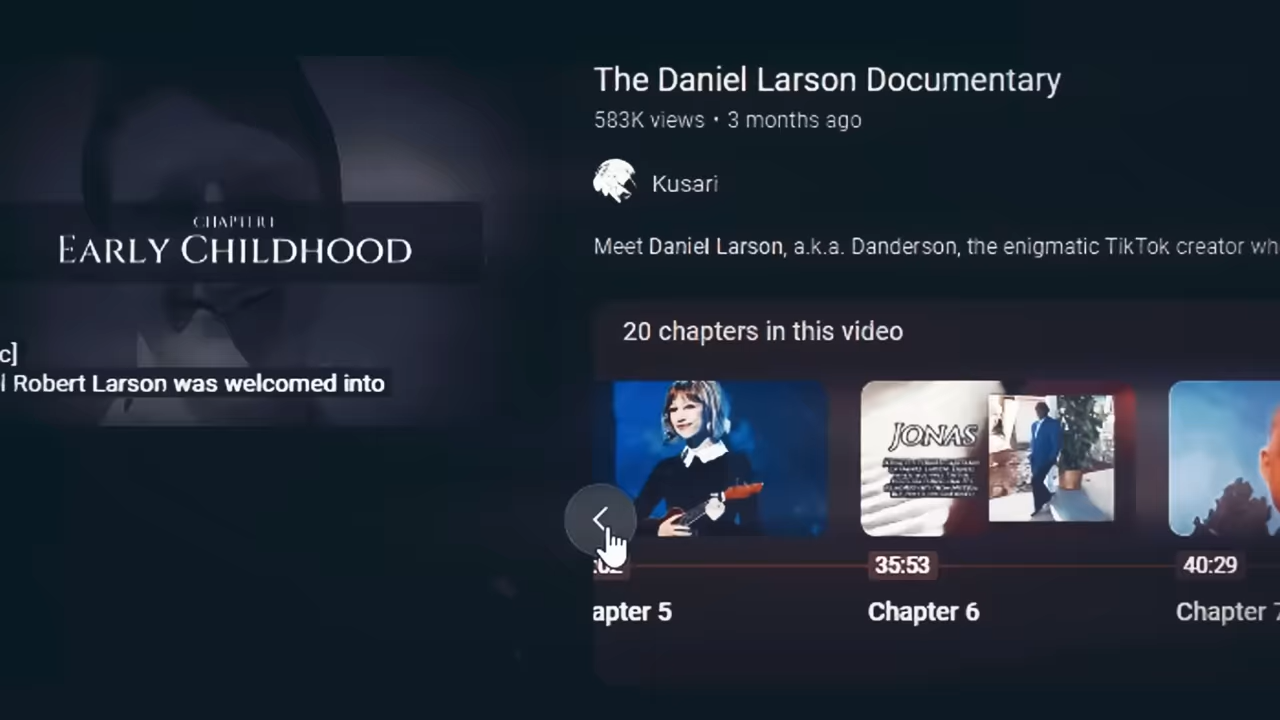 The Daniel Larson Documentary
583K views • 3 months ago
Kusari
CHAPTER 1
EARLY CHILDHOOD
Meet Daniel Larson, a.k.a. Danderson, the enigmatic TikTok creator wh
20 chapters in this video
c]
l Robert Larson was welcomed into
JONAS
:02
35:53
40:29
apter 5
Chapter 6
Chapter 7